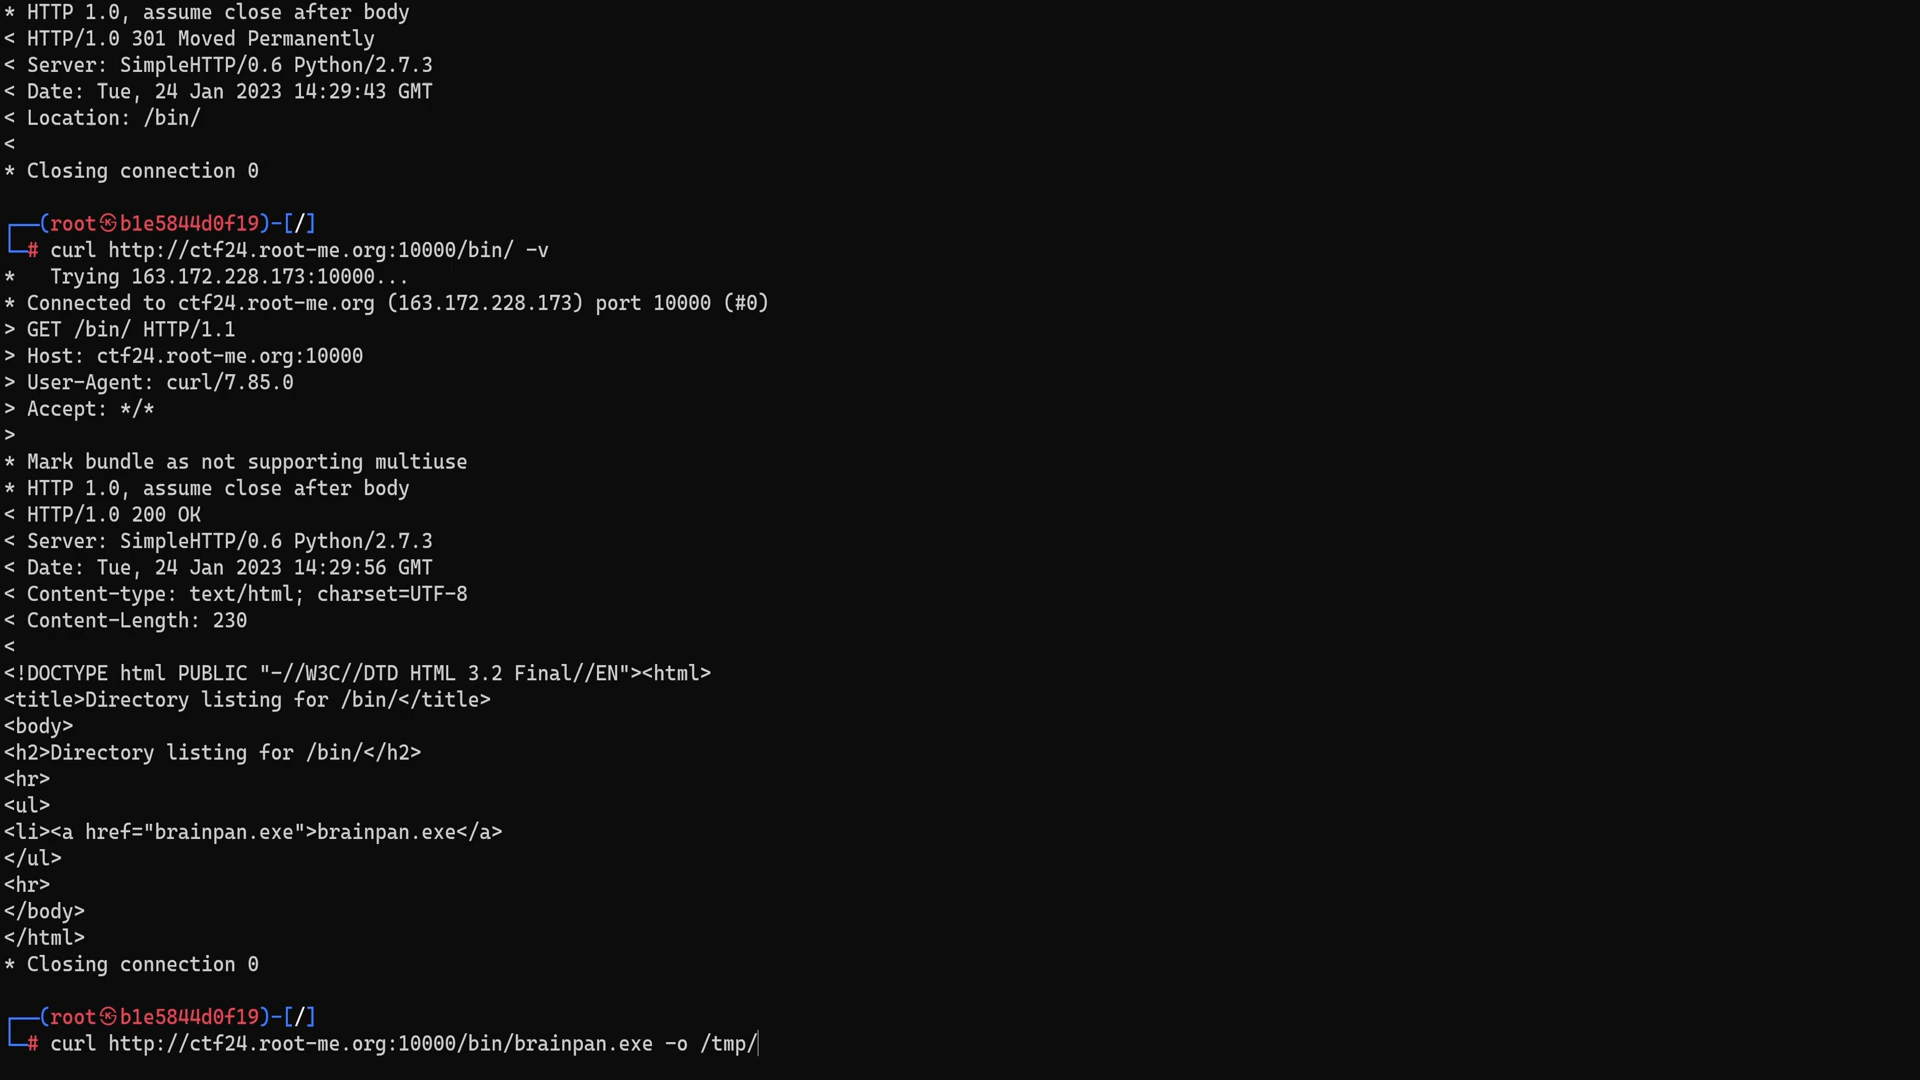 * HTTP 1.0, assume close after body
< HTTP/1.0 301 Moved Permanently
< Server: SimpleHTTP/0.6 Python/2.7.3
< Date: Tue, 24 Jan 2023 14:29:43 GMT
< Location: /bin/
<
* Closing connection 0
┌──(root㉿b1e5844d0f19)-[/]
└─# curl http://ctf24.root-me.org:10000/bin/ -v
*   Trying 163.172.228.173:10000...
* Connected to ctf24.root-me.org (163.172.228.173) port 10000 (#0)
> GET /bin/ HTTP/1.1
> Host: ctf24.root-me.org:10000
> User-Agent: curl/7.85.0
> Accept: */*
>
* Mark bundle as not supporting multiuse
* HTTP 1.0, assume close after body
< HTTP/1.0 200 OK
< Server: SimpleHTTP/0.6 Python/2.7.3
< Date: Tue, 24 Jan 2023 14:29:56 GMT
< Content-type: text/html; charset=UTF-8
< Content-Length: 230
<
<!DOCTYPE html PUBLIC "-//W3C//DTD HTML 3.2 Final//EN"><html>
<title>Directory listing for /bin/</title>
<body>
<h2>Directory listing for /bin/</h2>
<hr>
<ul>
<li><a href="brainpan.exe">brainpan.exe</a>
</ul>
<hr>
</body>
</html>
* Closing connection 0
┌──(root㉿b1e5844d0f19)-[/]
└─# curl http://ctf24.root-me.org:10000/bin/brainpan.exe -o /tmp/